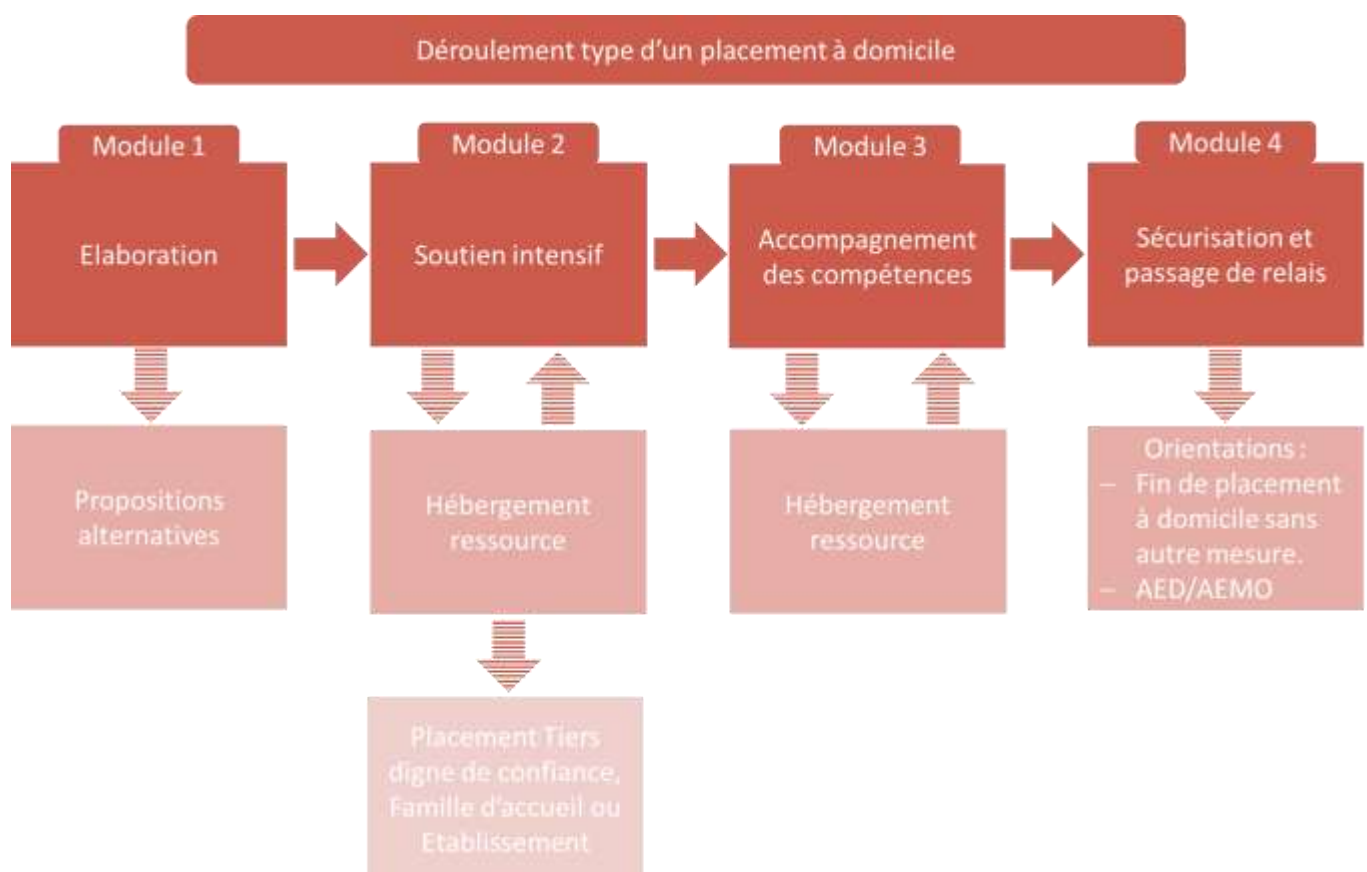 Déroulement type d'un placement à domicile
Module 1
Elaboration
Module 2
Soutien intensif
Module 3
Accompagnement
des compétences
Module 4
Sécurisation et
passage de relais
Propositions
alternatives
Hébergement
ressource
Hébergement
ressource
Orientations :
– Fin de placement
à domicile sans
autre mesure.
– AED/AEMO
Placement Tiers
digne de confiance,
Famille d'accueil ou
Etablissement